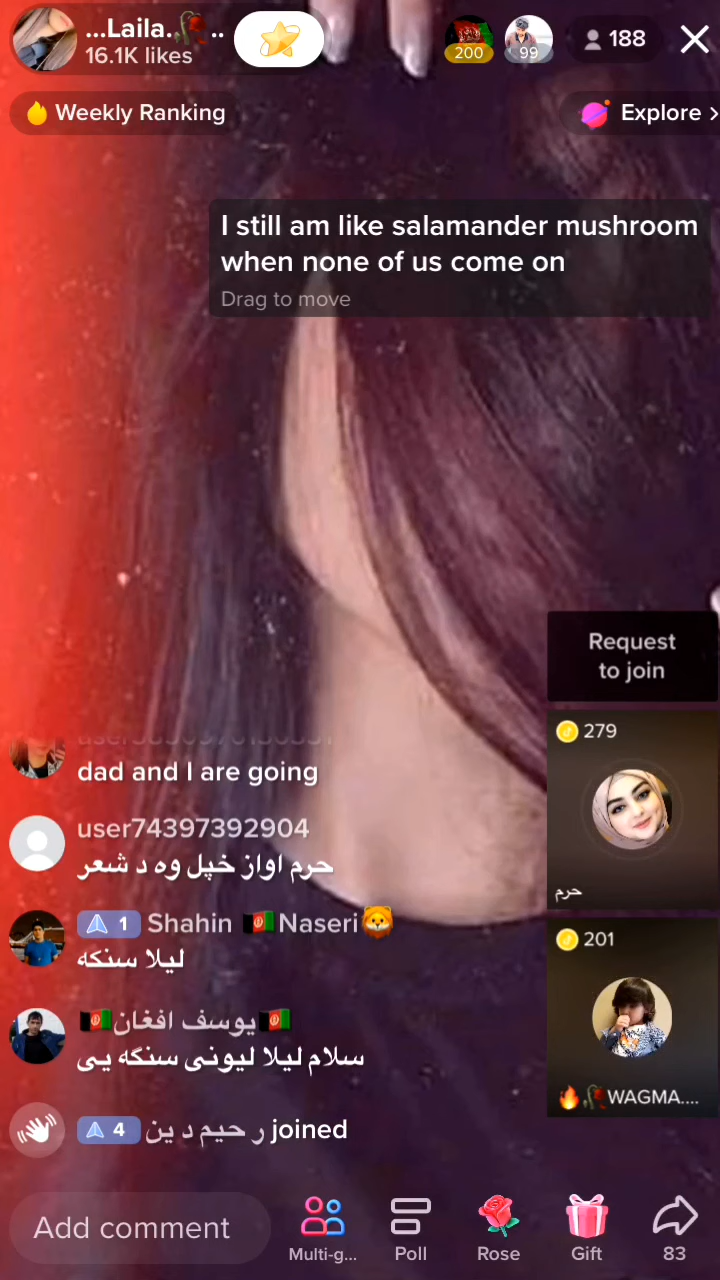 ...Laila.🥀..
16.1K likes
200
99
188
Weekly Ranking
Explore >
I still am like salamander mushroom
when none of us come on
Drag to move
Request
to join
279
dad and I are going
user74397392904
حرم اواز خپل وه د شعر
حرم
1 Shahin 🇦🇫Naseri🦁
لیلا سنگه
201
🇦🇫یوسف افغان🇦🇫
سلام لیلا لیونی سنگه یی
🔥🥀WAGMA....
4 ر حیم د ین joined
Add comment
Multi-g...
Poll
Rose
Gift
83